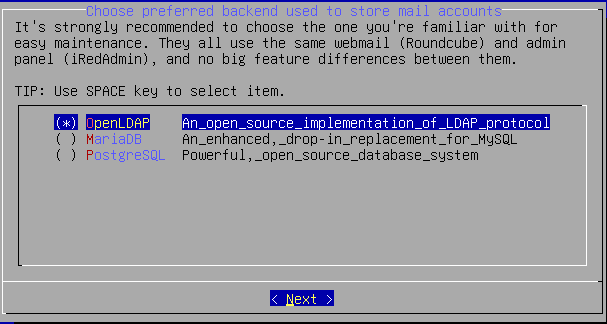 Choose preferred backend used to store mail accounts
It's strongly recommended to choose the one you're familiar with for
easy maintenance. They all use the same webmail (Roundcube) and admin
panel (iRedAdmin), and no big feature differences between them.
TIP: Use SPACE key to select item.
(*) OpenLDAP An_open_source_implementation_of_LDAP_protocol
( ) MariaDB An_enhanced,_drop-in_replacement_for_MySQL
( ) PostgreSQL Powerful,_open_source_database_system
< Next >